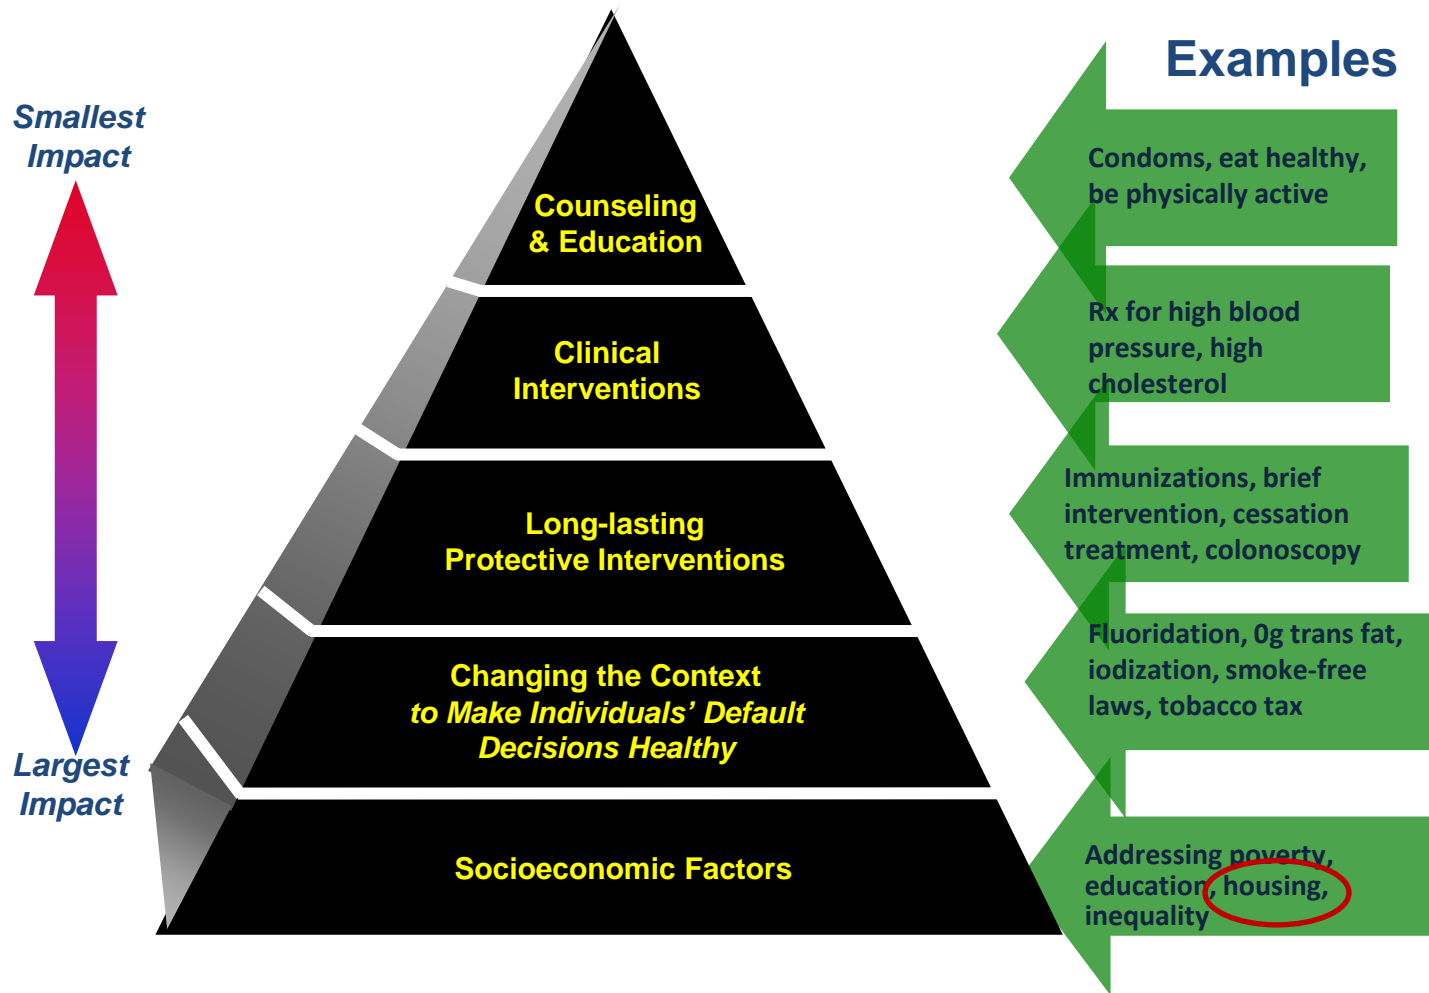 Examples
Smallest
Impact
Counseling
& Education
Condoms, eat healthy,
be physically active
Clinical
Interventions
Rx for high blood
pressure, high
cholesterol
Long-lasting
Protective Interventions
Immunizations, brief
intervention, cessation
treatment, colonoscopy
Changing the Context
to Make Individuals’ Default
Decisions Healthy
Fluoridation, 0g trans fat,
iodization, smoke-free
laws, tobacco tax
Largest
Impact
Socioeconomic Factors
Addressing poverty,
education, housing,
inequality